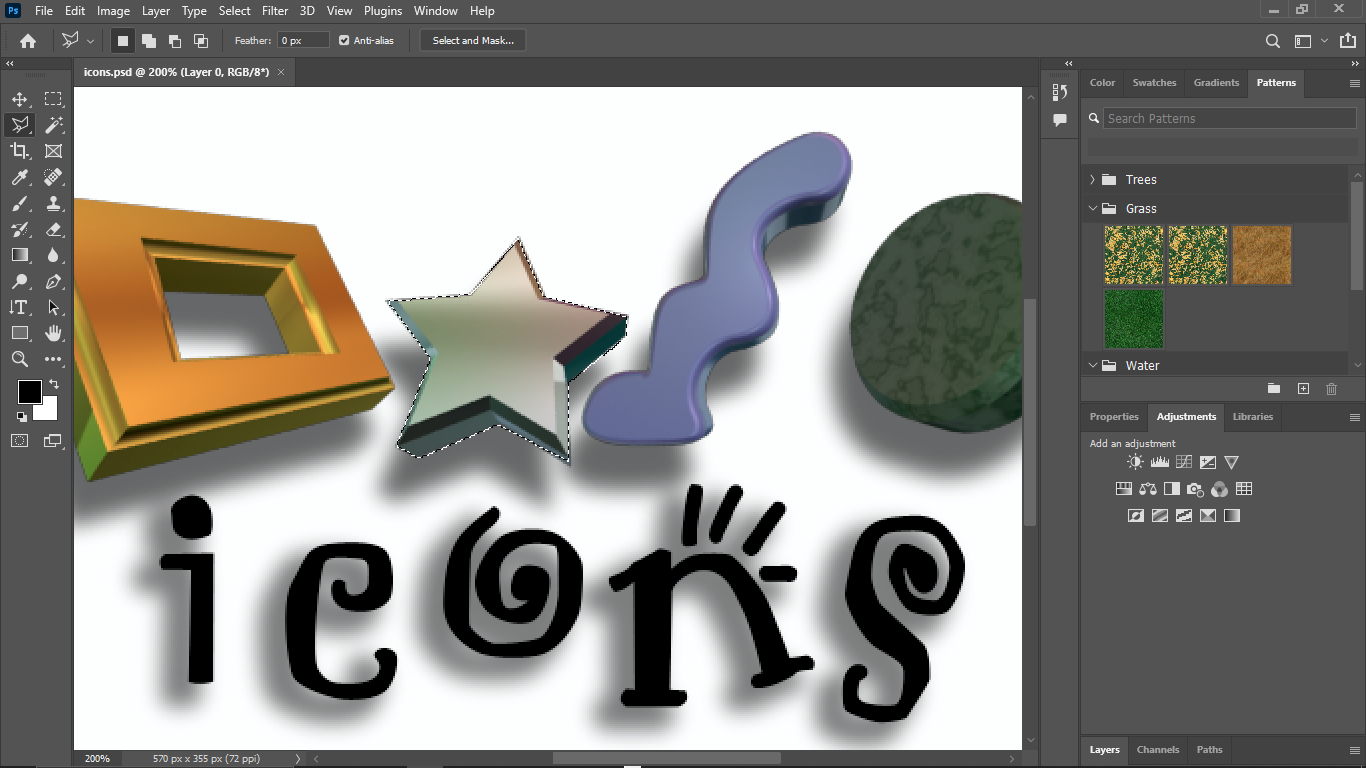 Ps File Edit Image Layer Type Select Filter 3D View Plugins Window Help
Feather: 0 px Anti-alias Select and Mask...
icons.psd @ 200% (Layer 0, RGB/8*)
Color Swatches Gradients Patterns
Search Patterns
Trees
Grass
Water
Properties Adjustments Libraries
Add an adjustment
icons
Layers Channels Paths
200% 570 px x 355 px (72 ppi)